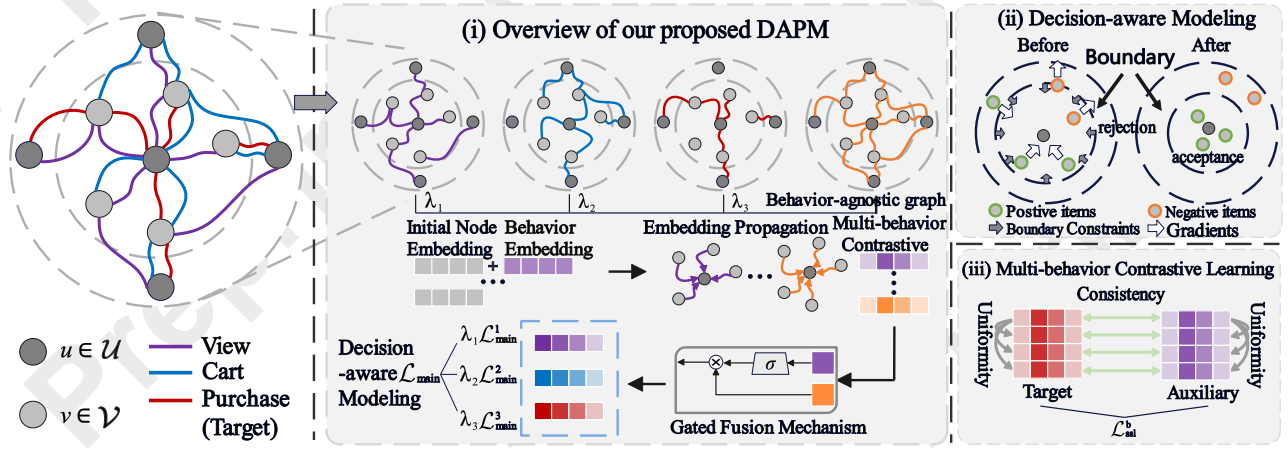 u ∈ 𝒰
v ∈ 𝒱
View
Cart
Purchase
(Target)
(i) Overview of our proposed DAPM
λ₁
λ₂
λ₃
Behavior-agnostic graph
Initial Node
Embedding
+
Behavior
Embedding
Embedding Propagation
Multi-behavior
Contrastive
Decision
-aware
Modeling
ℒmain
λ₁ℒ¹main
λ₂ℒ²main
λ₃ℒ³main
σ
Gated Fusion Mechanism
(ii) Decision-aware Modeling
Before
Boundary
After
rejection
acceptance
Postive items
Negative items
Boundary Constraints
Gradients
(iii) Multi-behavior Contrastive Learning
Consistency
Uniformity
Uniformity
Target
Auxiliary
ℒᵇssl